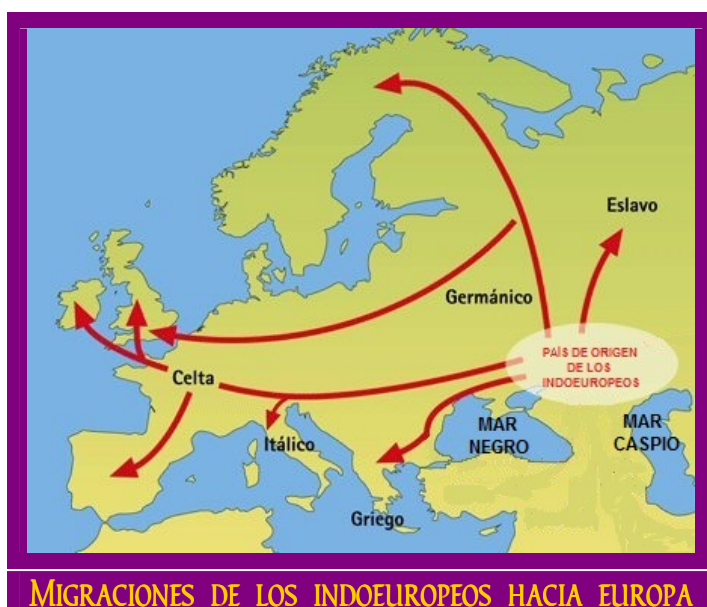 Eslavo
Germánico
PAÍS DE ORIGEN
DE LOS
INDOEUROPEOS
Celta
MAR
NEGRO
MAR
CASPIO
Itálico
Griego
MIGRACIONES DE LOS INDOEUROPEOS HACIA EUROPA